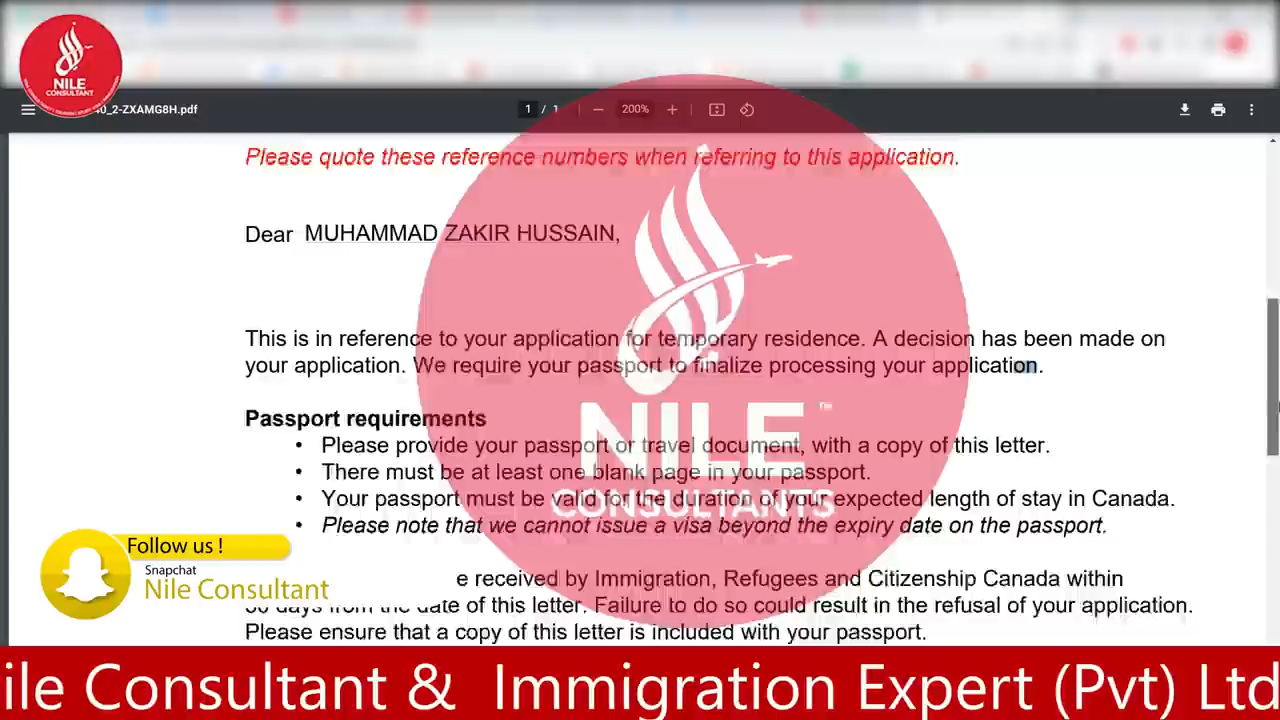 NILE
CONSULTANT
40_2-ZXAMG8H.pdf
1 / 1
200%
Please quote these reference numbers when referring to this application.
Dear MUHAMMAD ZAKIR HUSSAIN,
This is in reference to your application for temporary residence. A decision has been made on
your application. We require your passport to finalize processing your application.
Passport requirements
• Please provide your passport or travel document, with a copy of this letter.
• There must be at least one blank page in your passport.
• Your passport must be valid for the duration of your expected length of stay in Canada.
• Please note that we cannot issue a visa beyond the expiry date on the passport.
NILE ™
CONSULTANTS
Follow us !
Snapchat
Nile Consultant
e received by Immigration, Refugees and Citizenship Canada within
days from the date of this letter. Failure to do so could result in the refusal of your application.
Please ensure that a copy of this letter is included with your passport.
ile Consultant & Immigration Expert (Pvt) Ltd